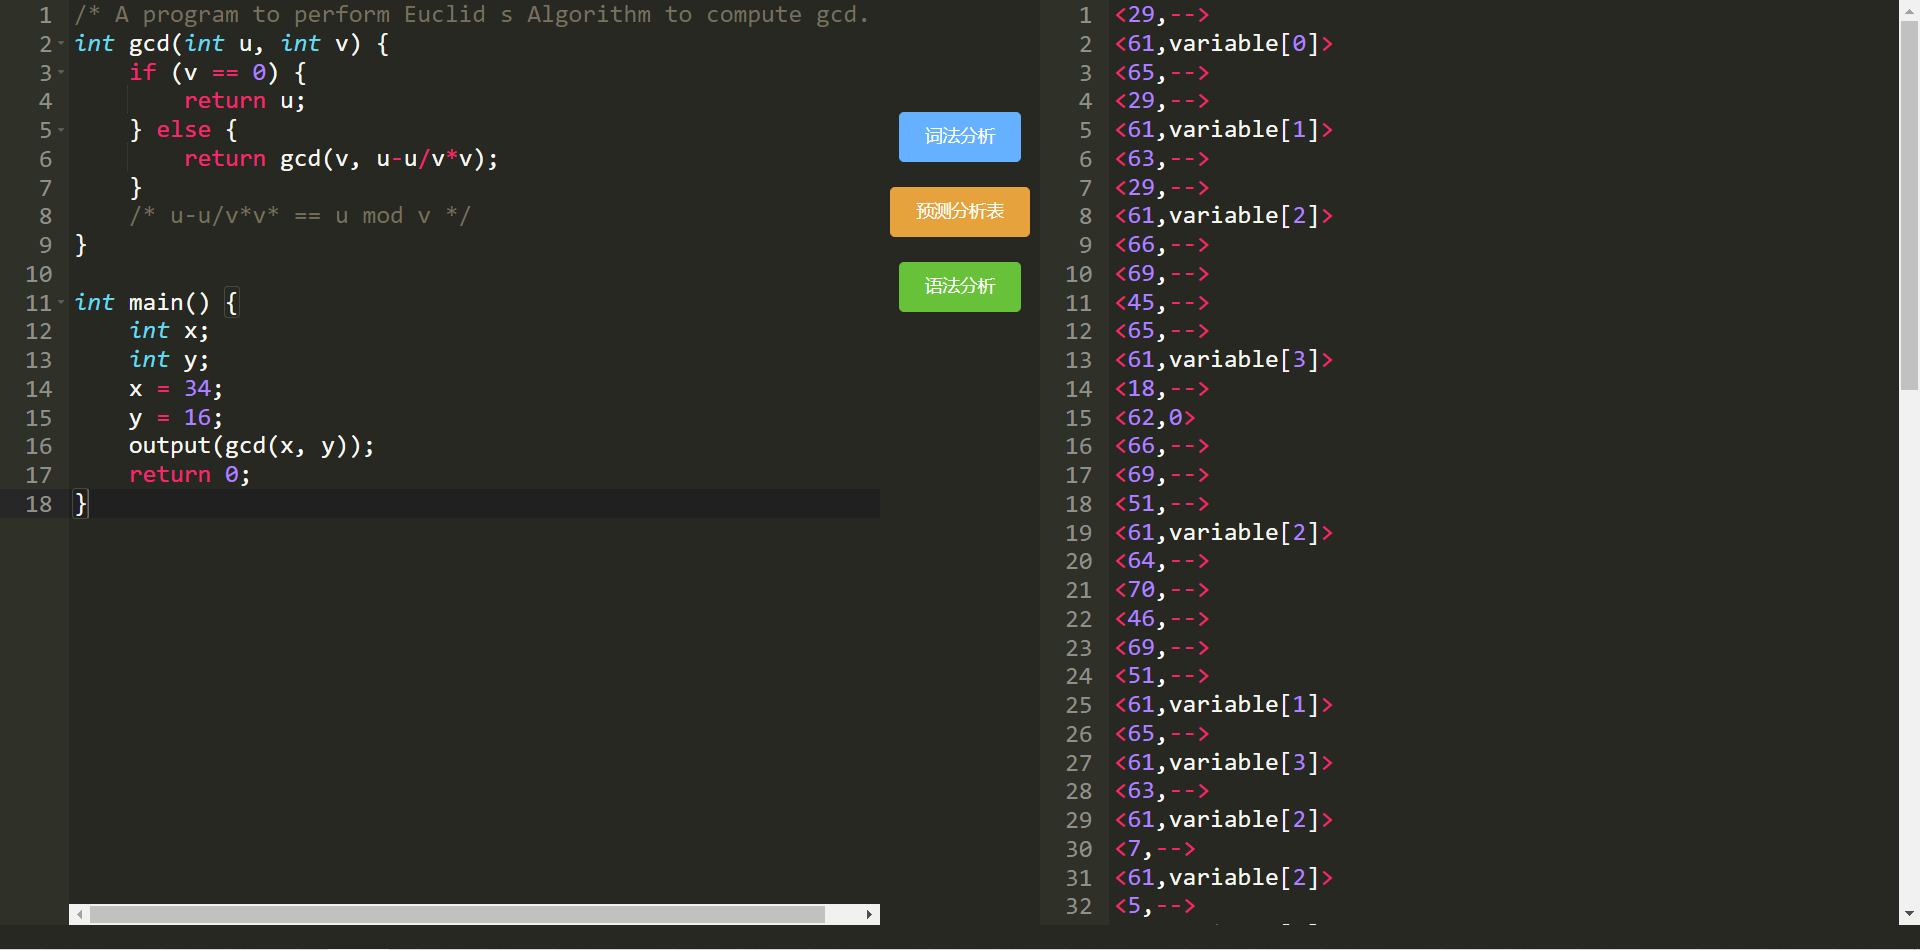 1 /* A program to perform Euclid s Algorithm to compute gcd.
2 int gcd(int u, int v) {
3     if (v == 0) {
4         return u;
5     } else {
6         return gcd(v, u-u/v*v);
7     }
8     /* u-u/v*v* == u mod v */
9 }
10
11 int main() {
12     int x;
13     int y;
14     x = 34;
15     y = 16;
16     output(gcd(x, y));
17     return 0;
18 }
词法分析
预测分析表
语法分析
1 <29,-->
2 <61,variable[0]>
3 <65,-->
4 <29,-->
5 <61,variable[1]>
6 <63,-->
7 <29,-->
8 <61,variable[2]>
9 <66,-->
10 <69,-->
11 <45,-->
12 <65,-->
13 <61,variable[3]>
14 <18,-->
15 <62,0>
16 <66,-->
17 <69,-->
18 <51,-->
19 <61,variable[2]>
20 <64,-->
21 <70,-->
22 <46,-->
23 <69,-->
24 <51,-->
25 <61,variable[1]>
26 <65,-->
27 <61,variable[3]>
28 <63,-->
29 <61,variable[2]>
30 <7,-->
31 <61,variable[2]>
32 <5,-->